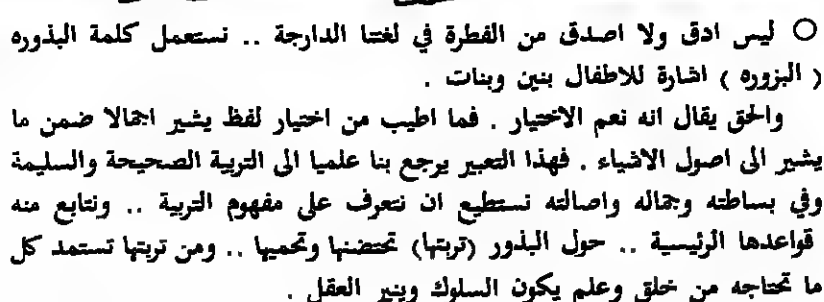 ○ ليس ادق ولا اصدق من الفطرة في لغتنا الدارجة .. نستعمل كلمة البذوره
( البزوره ) اشارة للاطفال بنين وبنات .
والحق يقال انه نعم الاختيار . فما اطيب من اختيار لفظ يشير اجمالا ضمن ما
يشير الى اصول الاشياء . فهذا التعبير يرجع بنا علميا الى التربية الصحيحة والسليمة
وفي بساطته وجماله واصالته نستطيع ان نتعرف على مفهوم التربية .. ونتابع منه
قواعدها الرئيسية .. حول البذور (تربتها) تحتضنها وتحميها .. ومن تربتها تستمد كل
ما تحتاجه من خلق وعلم يكون السلوك وينير العقل .